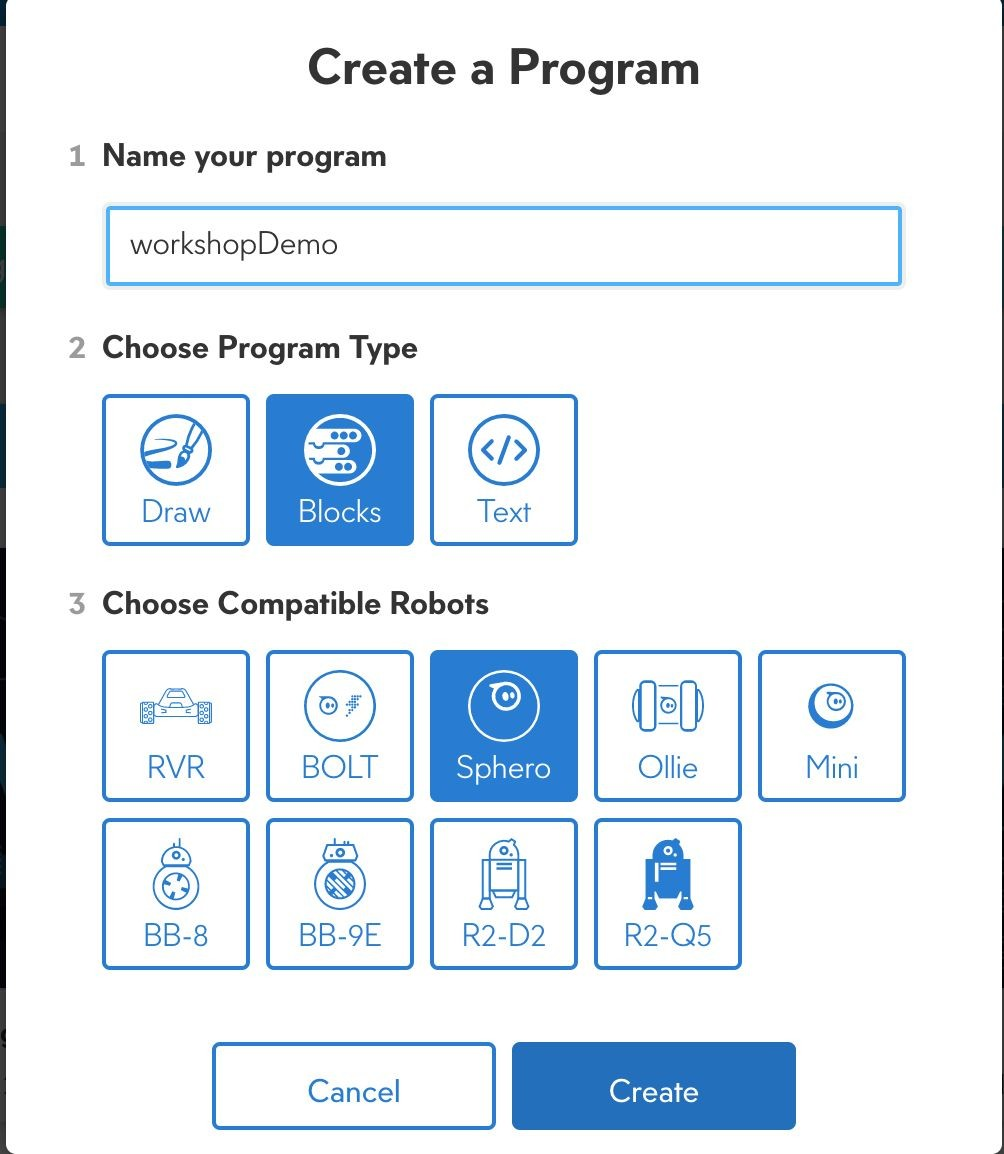 Create a Program
1 Name your program
workshopDemo
2 Choose Program Type
Draw Blocks Text
3 Choose Compatible Robots
RVR BOLT Sphero Ollie Mini
BB-8 BB-9E R2-D2 R2-Q5
Cancel Create